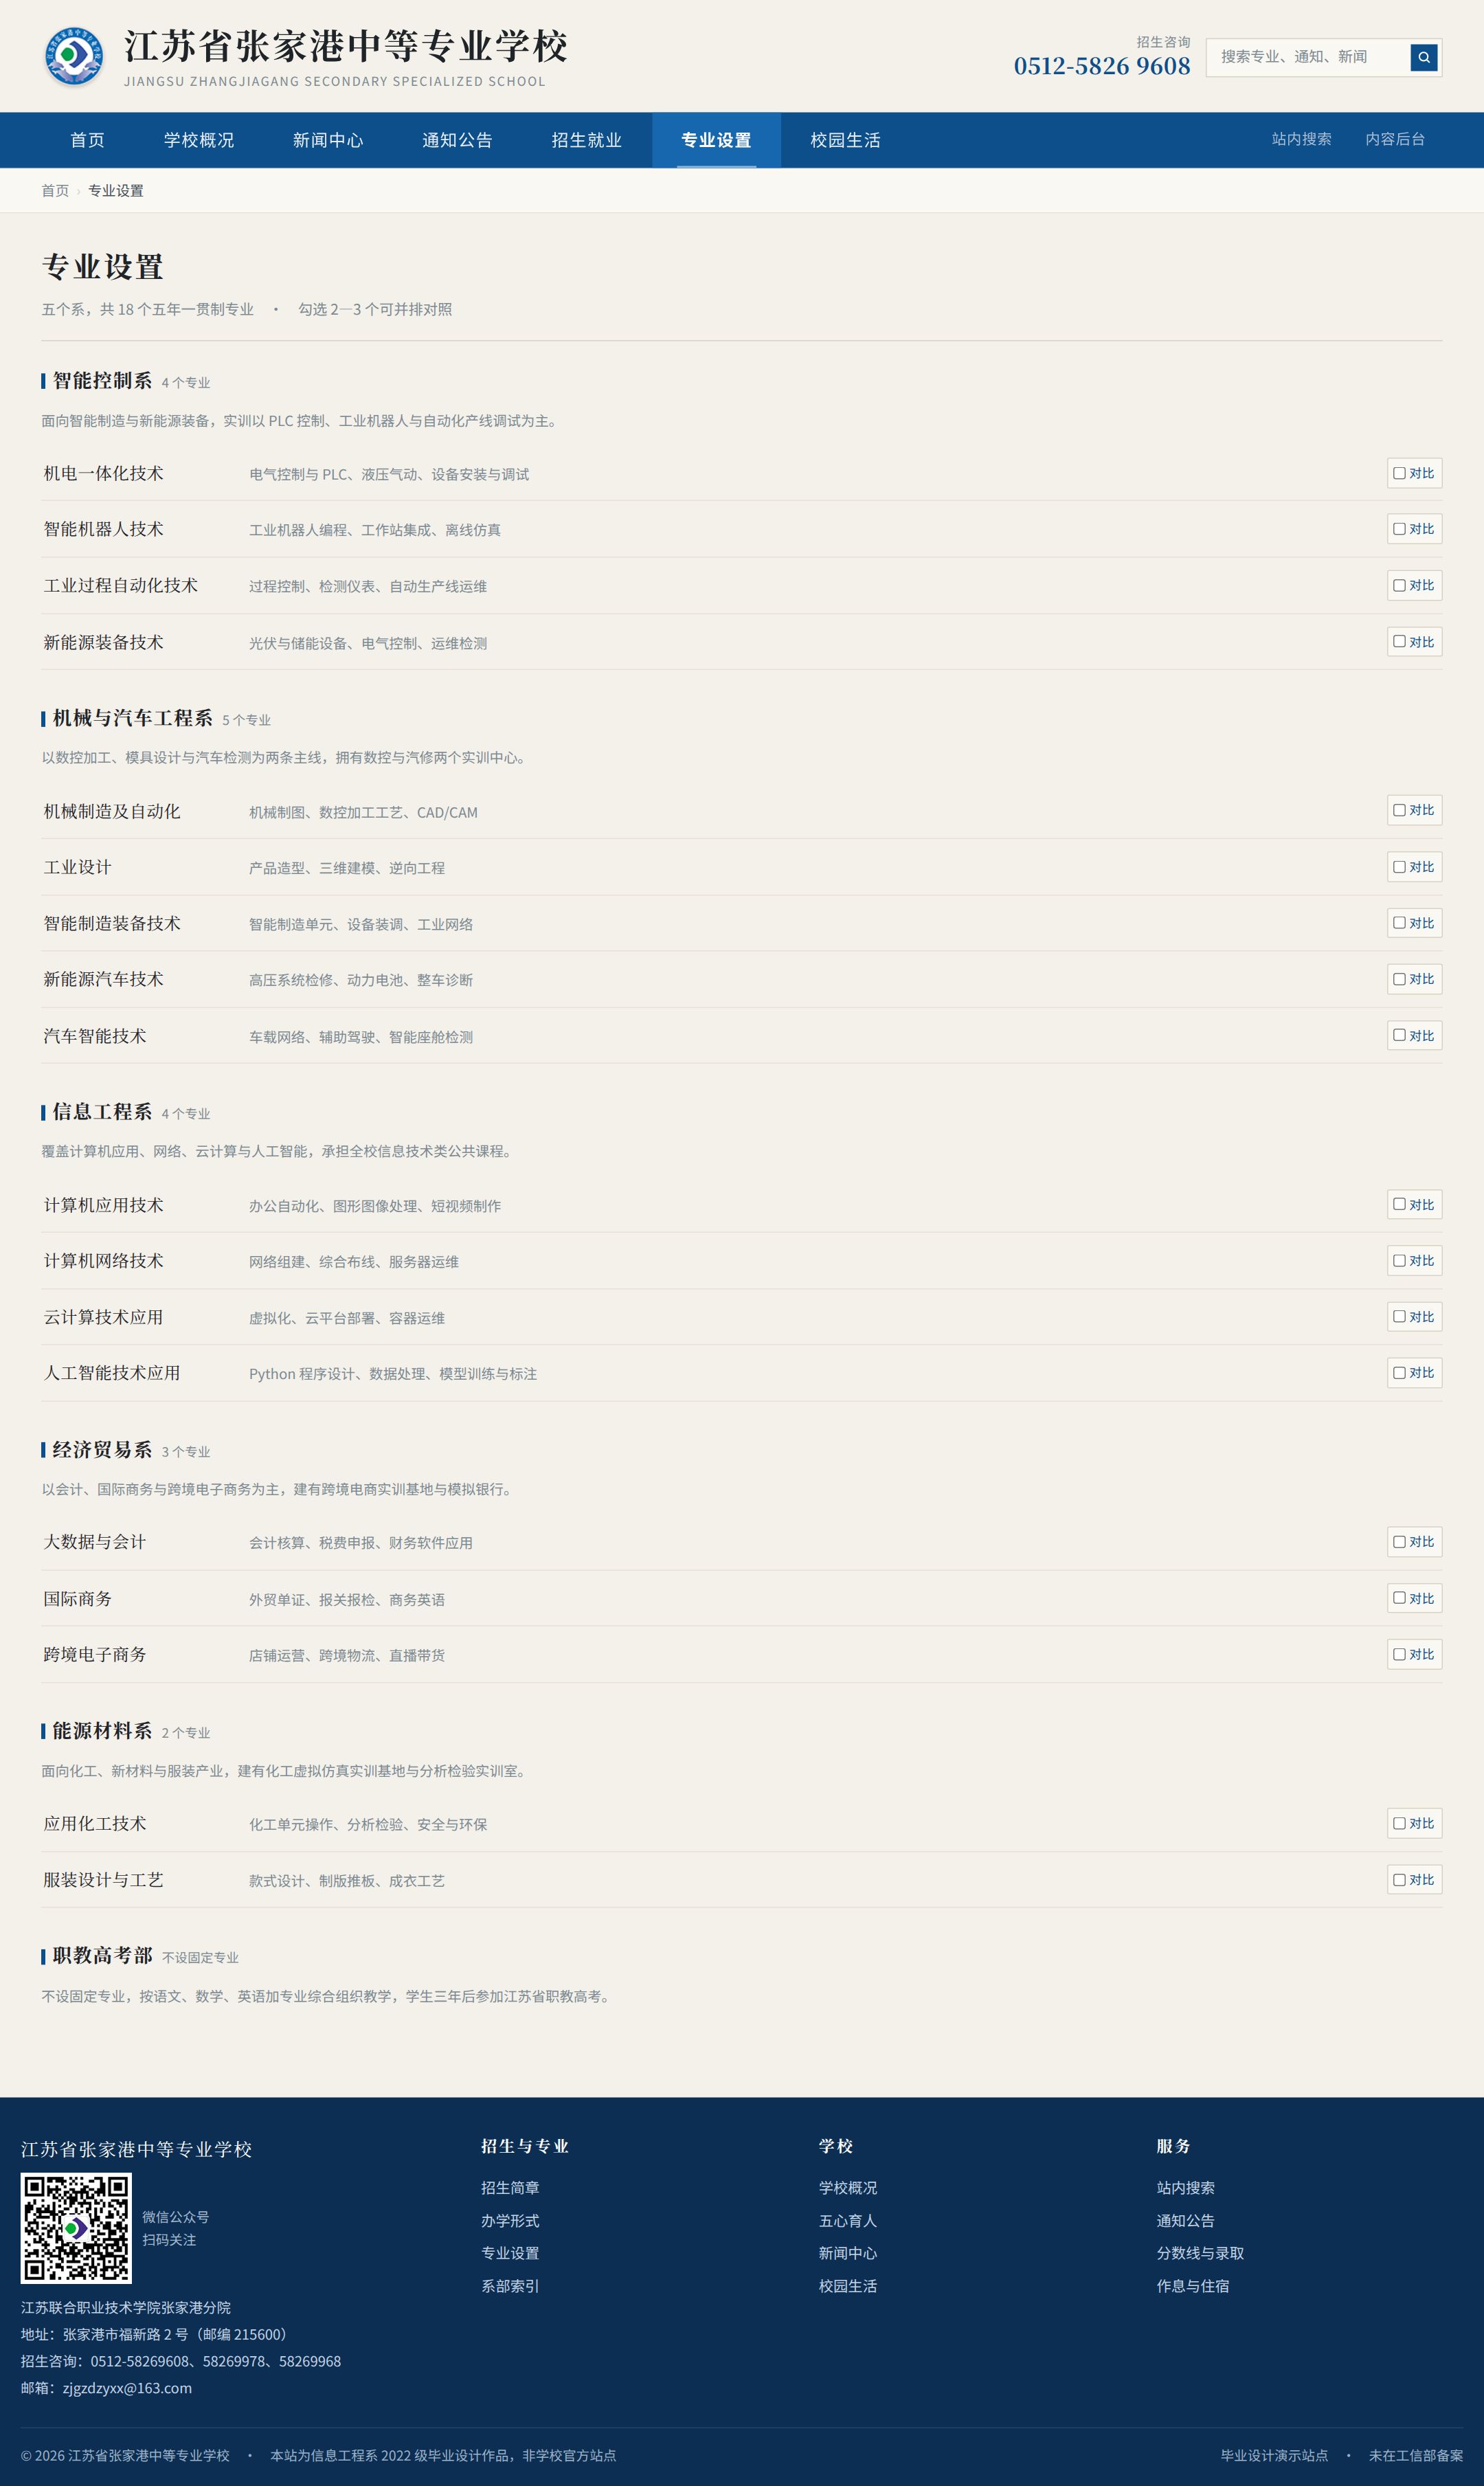 江苏省张家港中等专业学校
JIANGSU ZHANGJIAGANG SECONDARY SPECIALIZED SCHOOL
招生咨询
0512-5826 9608
搜索专业、通知、新闻
首页 学校概况 新闻中心 通知公告 招生就业 专业设置 校园生活 站内搜索 内容后台
首页 › 专业设置
专业设置
五个系，共 18 个五年一贯制专业 · 勾选 2—3 个可并排对照
智能控制系 4 个专业
面向智能制造与新能源装备，实训以 PLC 控制、工业机器人与自动化产线调试为主。
机电一体化技术 电气控制与 PLC、液压气动、设备安装与调试 对比
智能机器人技术 工业机器人编程、工作站集成、离线仿真 对比
工业过程自动化技术 过程控制、检测仪表、自动生产线运维 对比
新能源装备技术 光伏与储能设备、电气控制、运维检测 对比
机械与汽车工程系 5 个专业
以数控加工、模具设计与汽车检测为两条主线，拥有数控与汽修两个实训中心。
机械制造及自动化 机械制图、数控加工工艺、CAD/CAM 对比
工业设计 产品造型、三维建模、逆向工程 对比
智能制造装备技术 智能制造单元、设备装调、工业网络 对比
新能源汽车技术 高压系统检修、动力电池、整车诊断 对比
汽车智能技术 车载网络、辅助驾驶、智能座舱检测 对比
信息工程系 4 个专业
覆盖计算机应用、网络、云计算与人工智能，承担全校信息技术类公共课程。
计算机应用技术 办公自动化、图形图像处理、短视频制作 对比
计算机网络技术 网络组建、综合布线、服务器运维 对比
云计算技术应用 虚拟化、云平台部署、容器运维 对比
人工智能技术应用 Python 程序设计、数据处理、模型训练与标注 对比
经济贸易系 3 个专业
以会计、国际商务与跨境电子商务为主，建有跨境电商实训基地与模拟银行。
大数据与会计 会计核算、税费申报、财务软件应用 对比
国际商务 外贸单证、报关报检、商务英语 对比
跨境电子商务 店铺运营、跨境物流、直播带货 对比
能源材料系 2 个专业
面向化工、新材料与服装产业，建有化工虚拟仿真实训基地与分析检验实训室。
应用化工技术 化工单元操作、分析检验、安全与环保 对比
服装设计与工艺 款式设计、制版推板、成衣工艺 对比
职教高考部 不设固定专业
不设固定专业，按语文、数学、英语加专业综合组织教学，学生三年后参加江苏省职教高考。
江苏省张家港中等专业学校
微信公众号
扫码关注
江苏联合职业技术学院张家港分院
地址：张家港市福新路 2 号（邮编 215600）
招生咨询：0512-58269608、58269978、58269968
邮箱：zjgzdzyxx@163.com
招生与专业
招生简章
办学形式
专业设置
系部索引
学校
学校概况
五心育人
新闻中心
校园生活
服务
站内搜索
通知公告
分数线与录取
作息与住宿
© 2026 江苏省张家港中等专业学校 · 本站为信息工程系 2022 级毕业设计作品，非学校官方站点
毕业设计演示站点 · 未在工信部备案